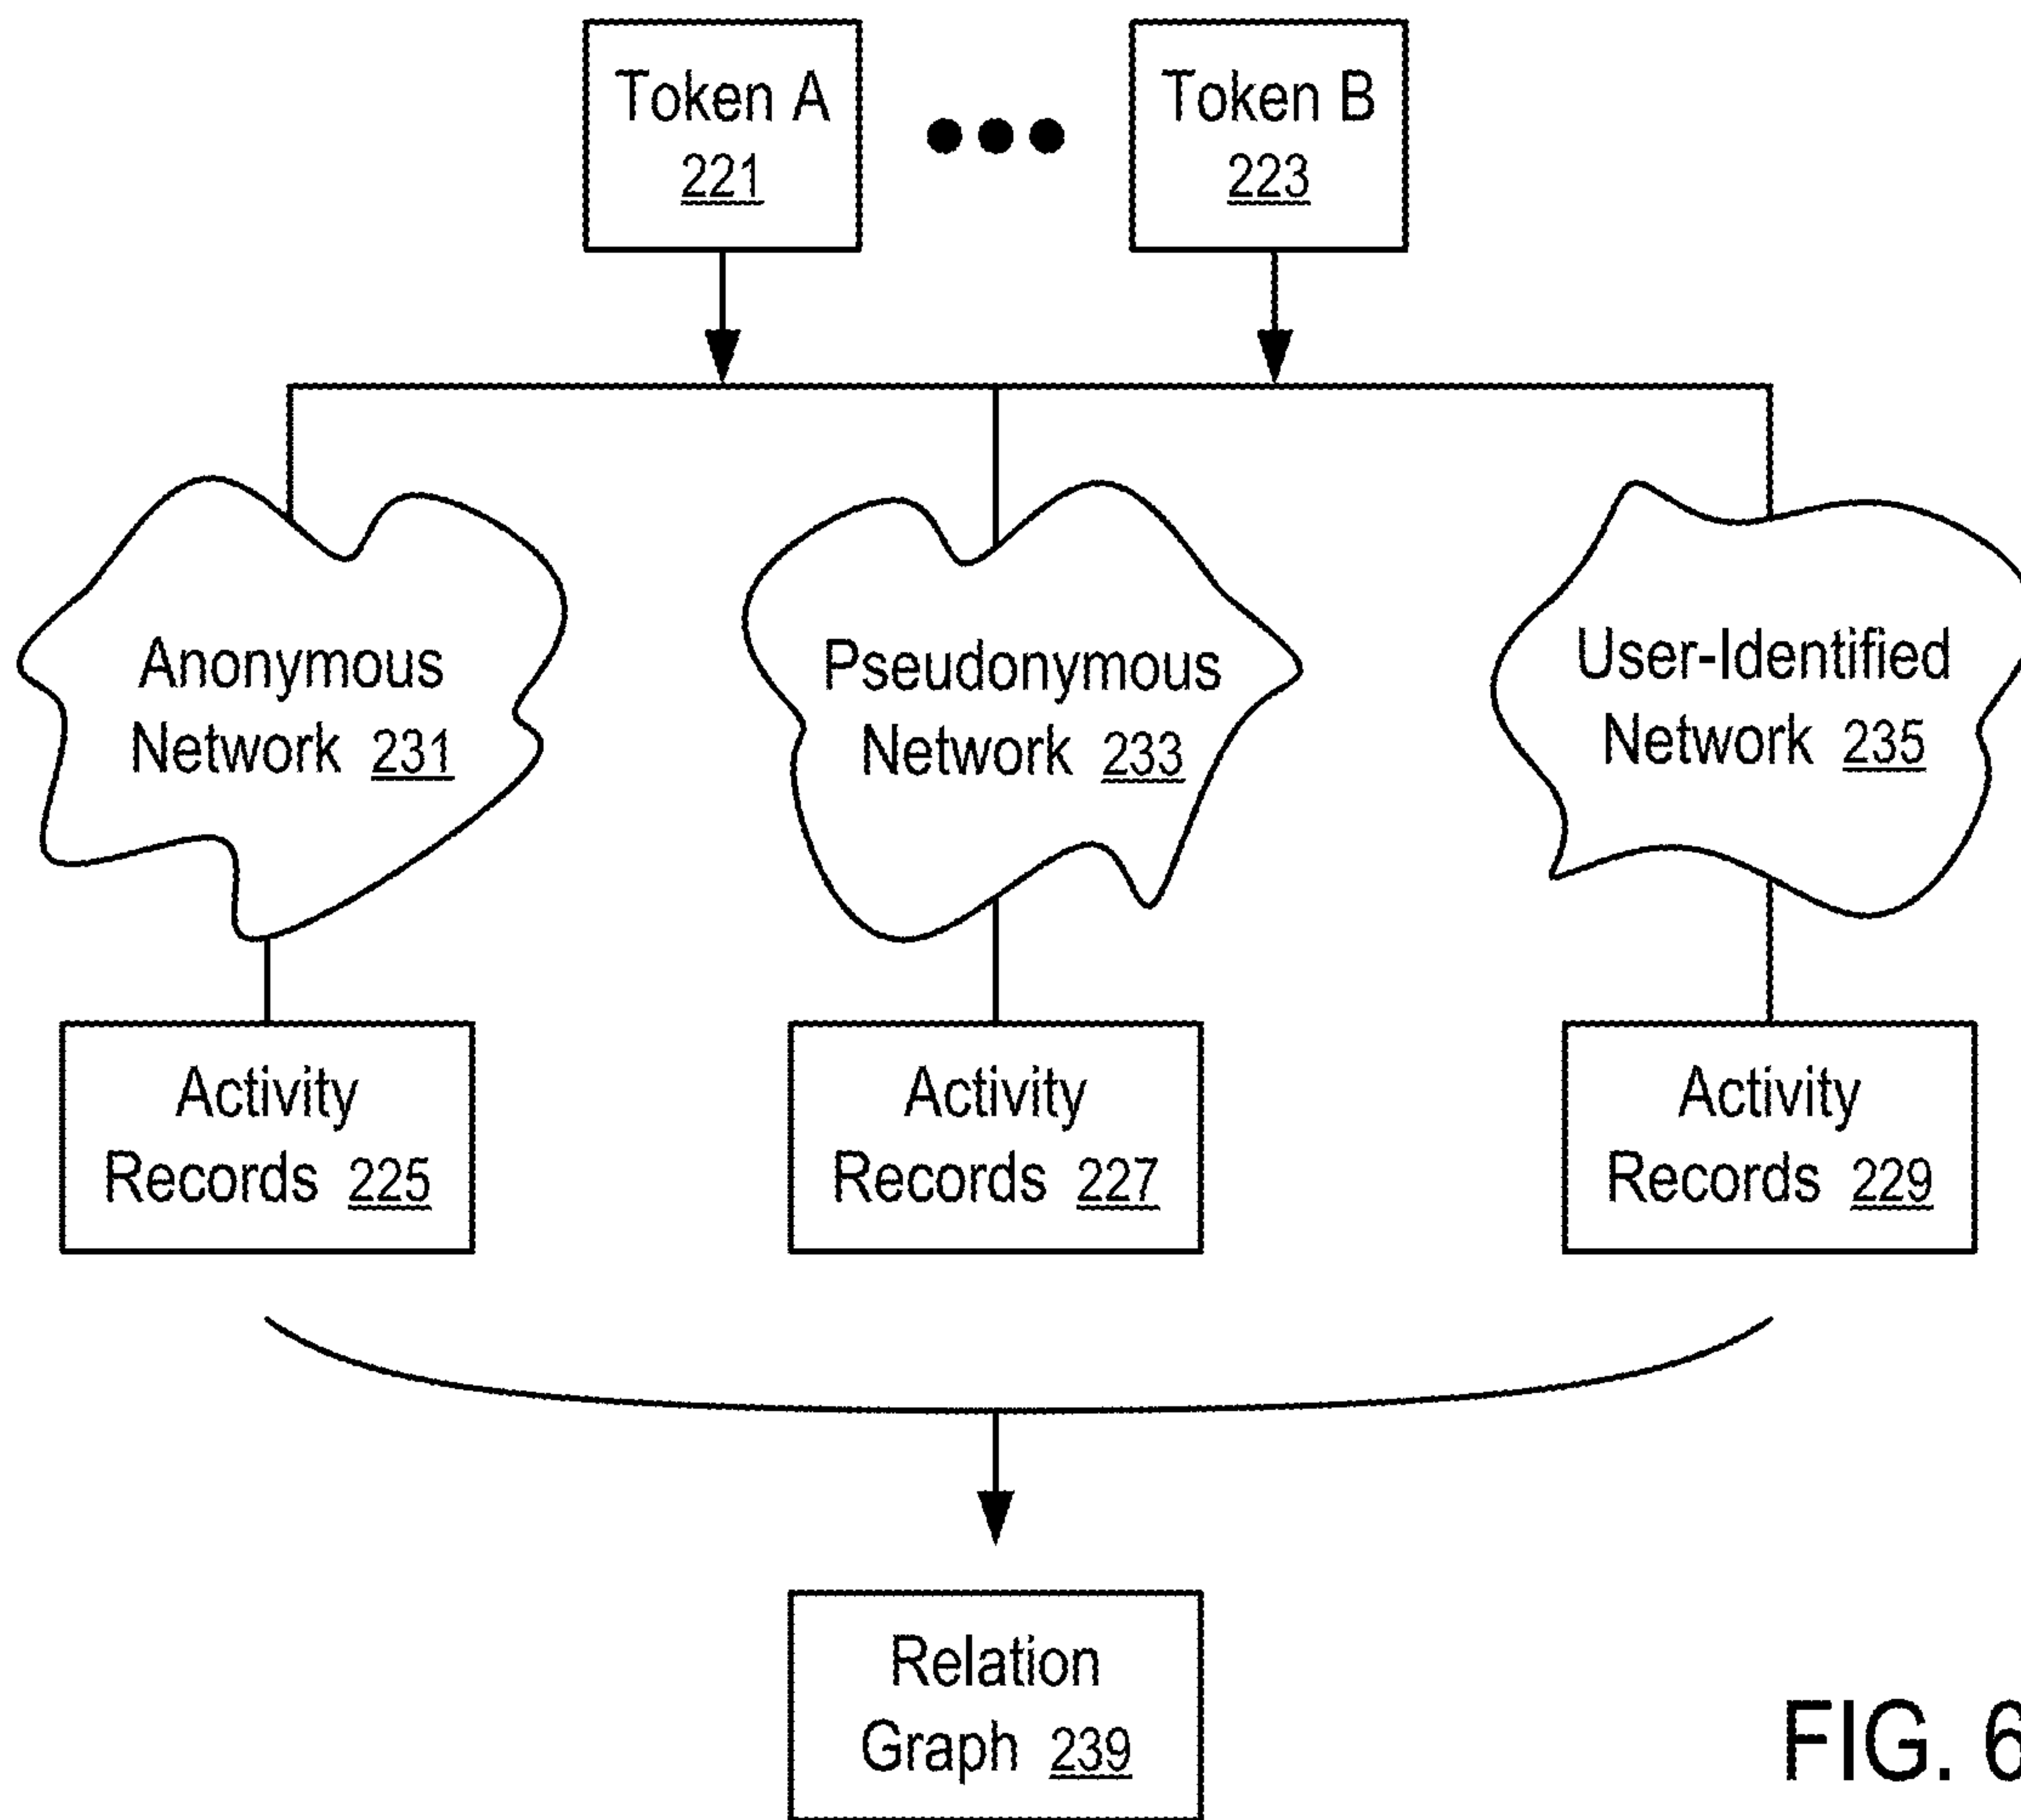 Token A
221
Token B
223
Anonymous
Network 231
Pseudonymous
Network 233
User-Identified
Network 235
Activity
Records 225
Activity
Records 227
Activity
Records 229
Relation
Graph 239
FIG. 6